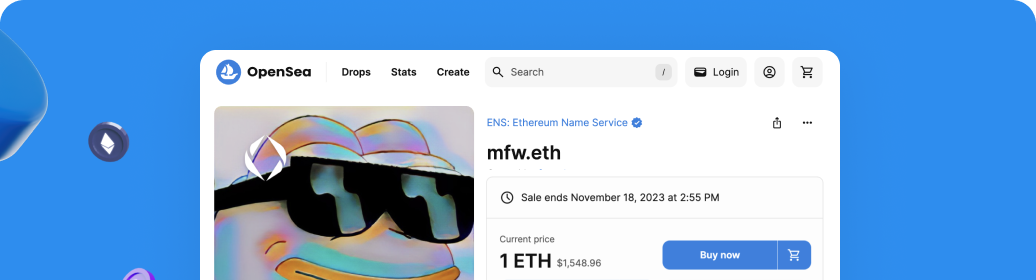 OpenSea
Drops
Stats
Create
Search
/
Login
ENS: Ethereum Name Service
mfw.eth
Sale ends November 18, 2023 at 2:55 PM
Current price
1 ETH $1,548.96
Buy now